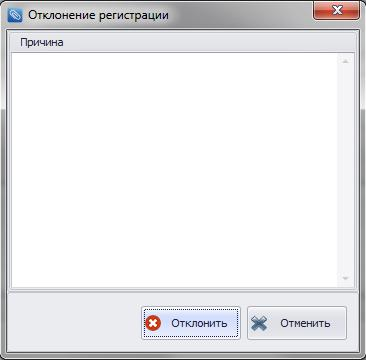 Отклонение регистрации
Причина
Отклонить
Отменить